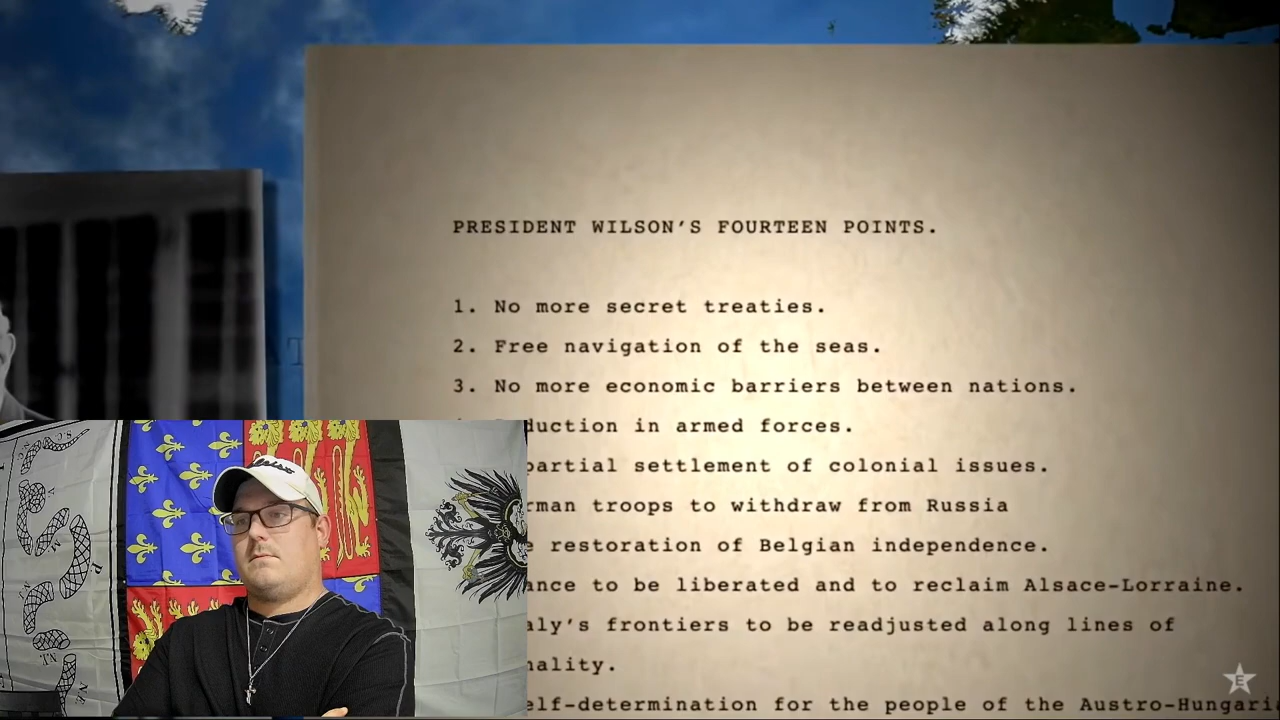 PRESIDENT WILSON'S FOURTEEN POINTS.
1. No more secret treaties.
2. Free navigation of the seas.
3. No more economic barriers between nations.
duction in armed forces.
partial settlement of colonial issues.
rman troops to withdraw from Russia
restoration of Belgian independence.
ance to be liberated and to reclaim Alsace-Lorraine.
aly's frontiers to be readjusted along lines of
nality.
elf-determination for the people of the Austro-Hungari
E